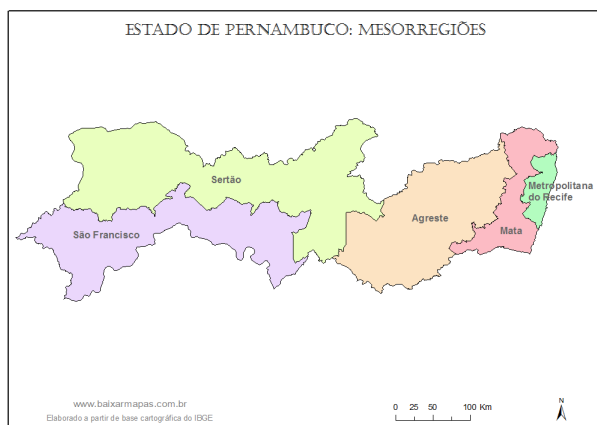 ESTADO DE PERNAMBUCO: MESORREGIÕES
Sertão
Metropolitana
do Recife
São Francisco
Agreste
Mata
www.baixarmapas.com.br
Elaborado a partir de base cartográfica do IBGE
0 25 50 100 Km
N